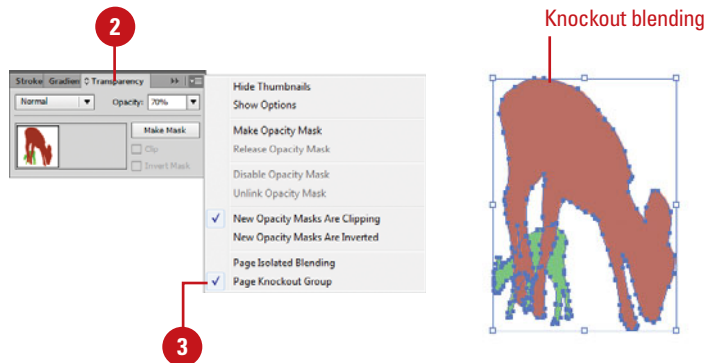 Knockout blending
2
Stroke Gradien Transparency
Normal Opacity: 70%
Make Mask
Clip
Invert Mask
Hide Thumbnails
Show Options
Make Opacity Mask
Release Opacity Mask
Disable Opacity Mask
Unlink Opacity Mask
New Opacity Masks Are Clipping
New Opacity Masks Are Inverted
Page Isolated Blending
Page Knockout Group
3